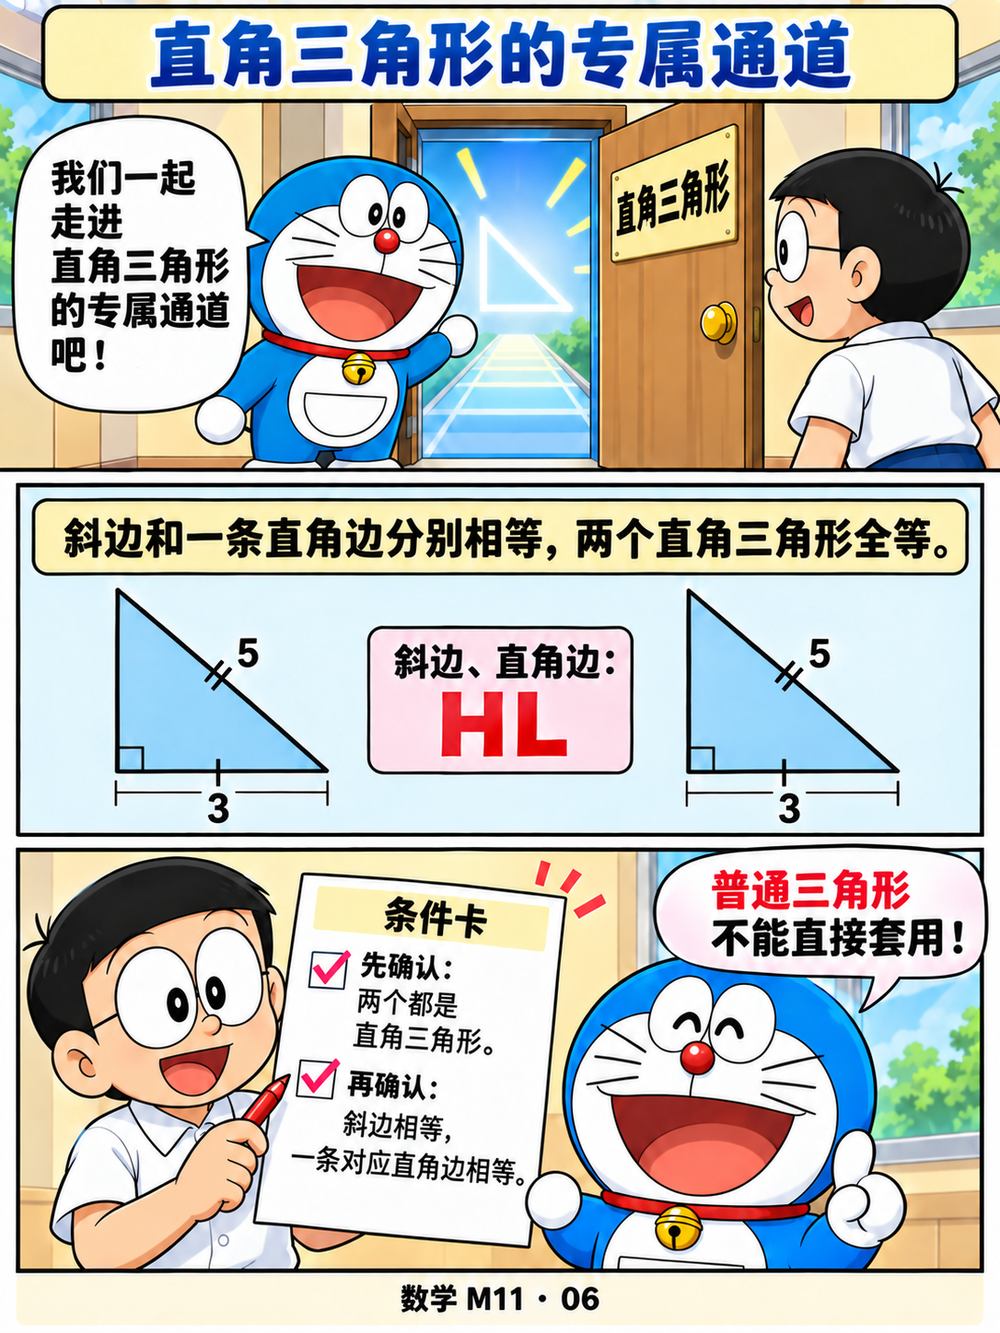 直角三角形的专属通道
我们一起
走进
直角三角形
的专属通道
吧！
直角三角形
斜边和一条直角边分别相等，两个直角三角形全等。
5
3
斜边、直角边：
HL
5
3
条件卡
先确认：
两个都是
直角三角形。
再确认：
斜边相等，
一条对应直角边相等。
普通三角形
不能直接套用！
数学 M11 · 06